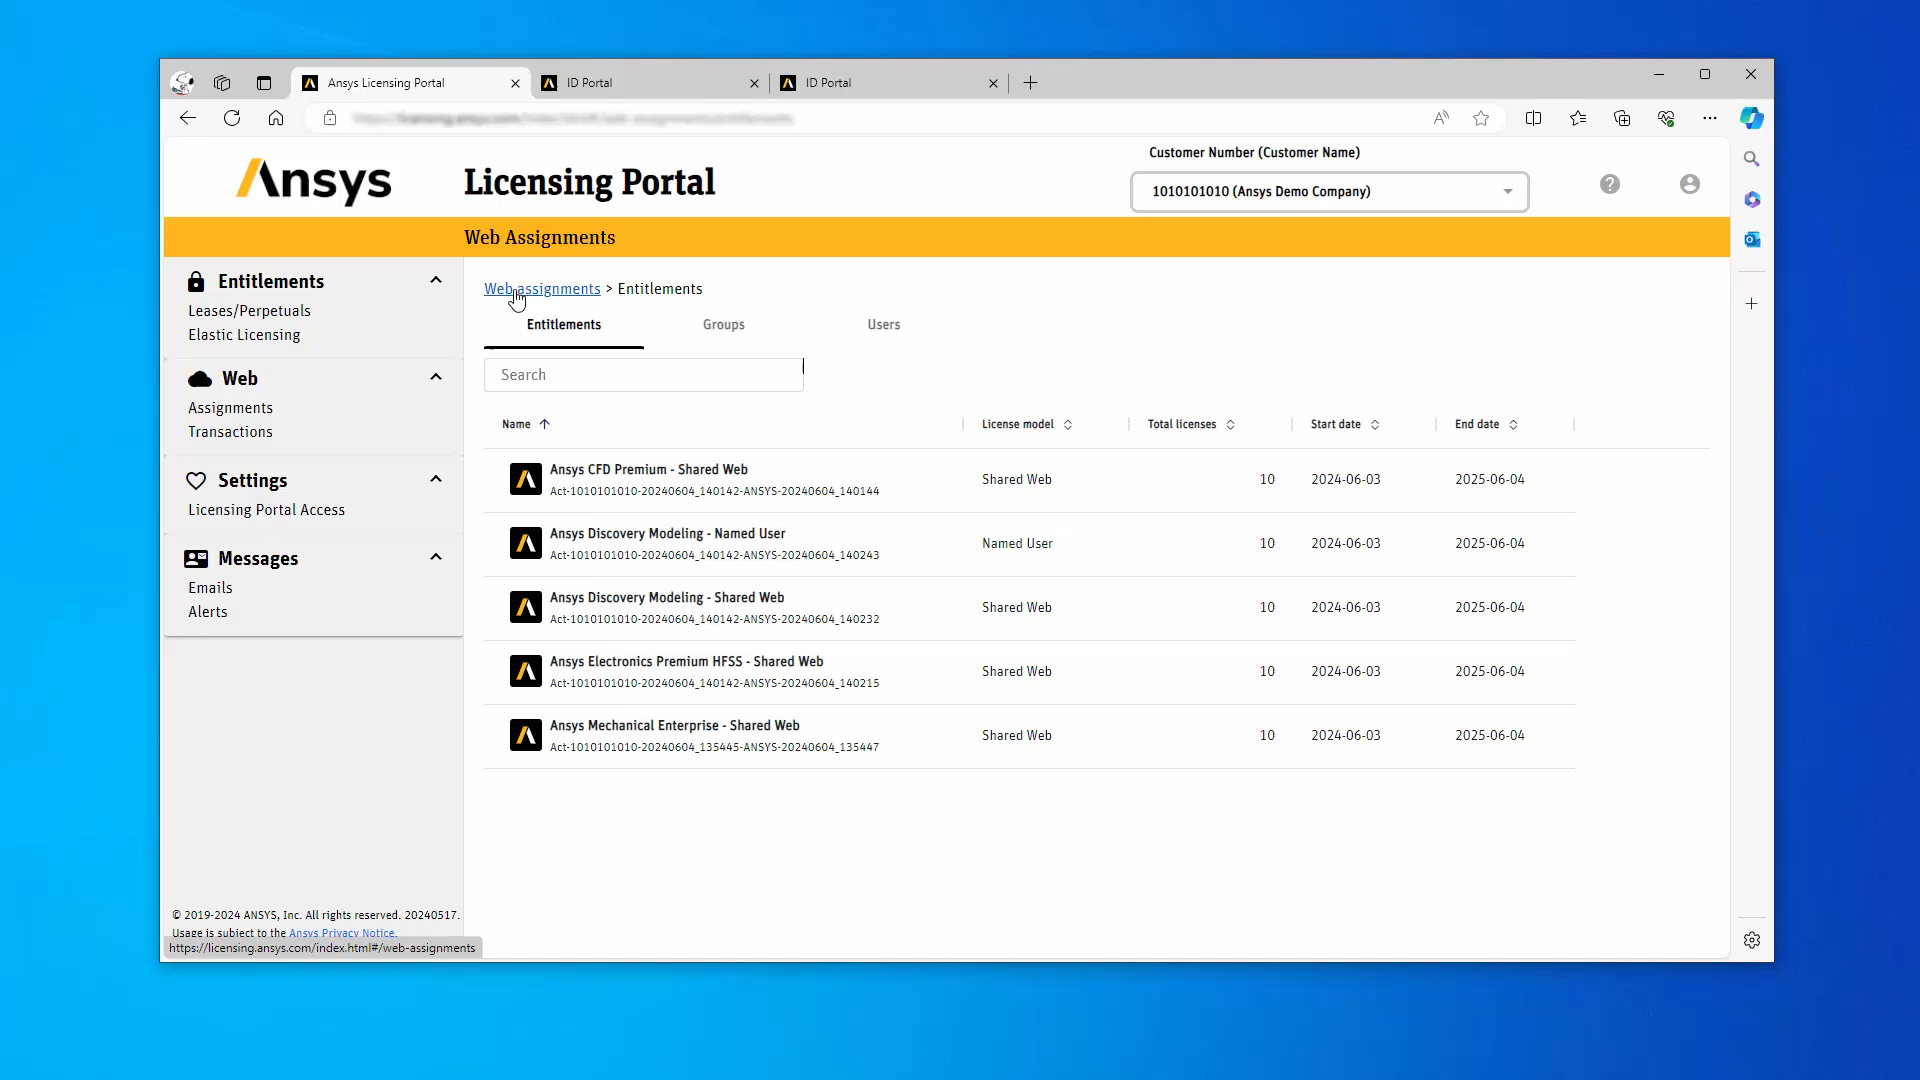 Ansys Licensing Portal
ID Portal
ID Portal
Ansys
Licensing Portal
Customer Number (Customer Name)
1010101010 (Ansys Demo Company)
Web Assignments
Entitlements
Leases/Perpetuals
Elastic Licensing
Web
Assignments
Transactions
Settings
Licensing Portal Access
Messages
Emails
Alerts
© 2019-2024 ANSYS, Inc. All rights reserved. 20240517.
Usage is subject to the Ansys Privacy Notice.
https://licensing.ansys.com/index.html#/web-assignments
Web assignments > Entitlements
Entitlements Groups Users
Search
Name License model Total licenses Start date End date
Ansys CFD Premium - Shared Web
Act-1010101010-20240604_140142-ANSYS-20240604_140144
Shared Web 10 2024-06-03 2025-06-04
Ansys Discovery Modeling - Named User
Act-1010101010-20240604_140142-ANSYS-20240604_140243
Named User 10 2024-06-03 2025-06-04
Ansys Discovery Modeling - Shared Web
Act-1010101010-20240604_140142-ANSYS-20240604_140232
Shared Web 10 2024-06-03 2025-06-04
Ansys Electronics Premium HFSS - Shared Web
Act-1010101010-20240604_140142-ANSYS-20240604_140215
Shared Web 10 2024-06-03 2025-06-04
Ansys Mechanical Enterprise - Shared Web
Act-1010101010-20240604_135445-ANSYS-20240604_135447
Shared Web 10 2024-06-03 2025-06-04